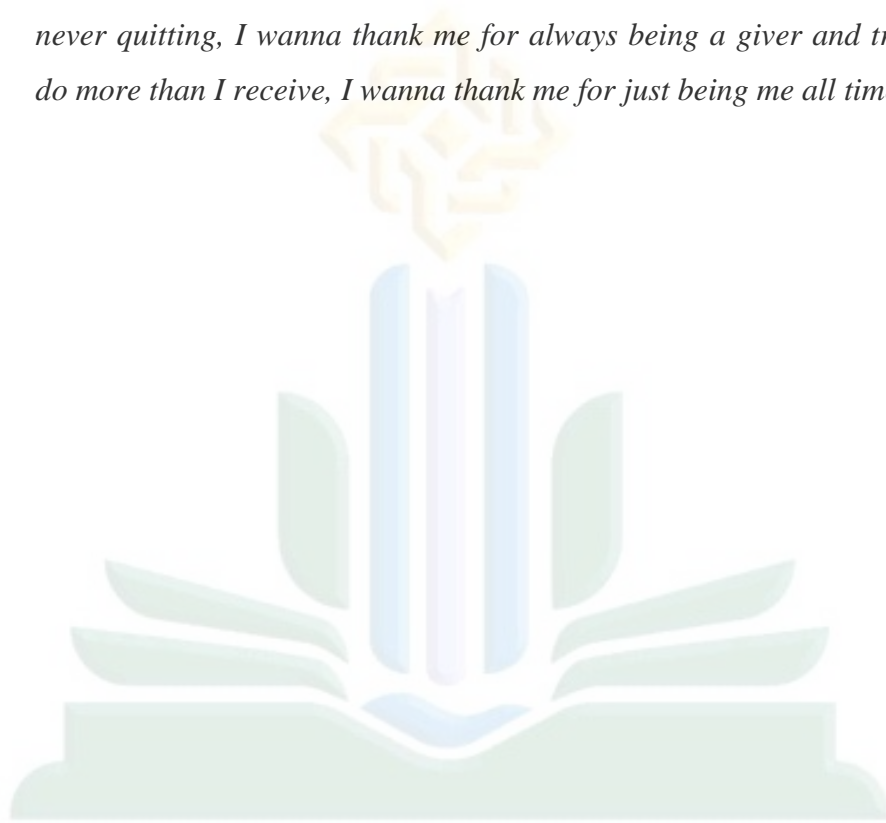 never quitting, I wanna thank me for always being a giver and
do more than I receive, I wanna thank me for just being me all